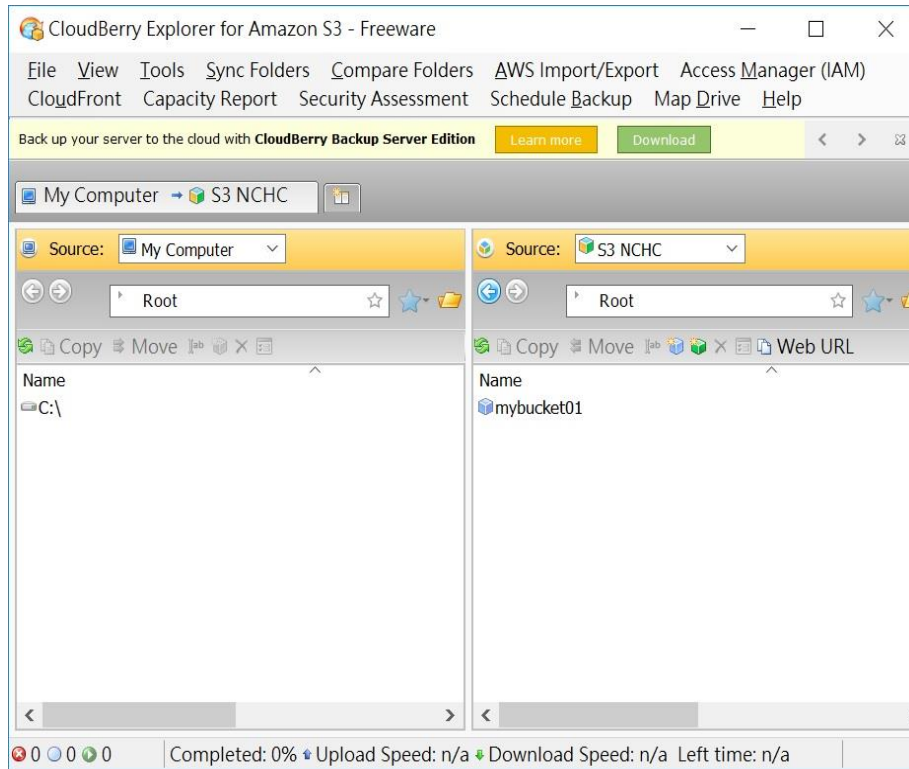 CloudBerry Explorer for Amazon S3 - Freeware
File View Tools Sync Folders Compare Folders AWS Import/Export Access Manager (IAM)
CloudFront Capacity Report Security Assessment Schedule Backup Map Drive Help
Back up your server to the cloud with CloudBerry Backup Server Edition Learn more Download
My Computer → S3 NCHC
Source: My Computer
Root
Copy Move
Name
C:\
Source: S3 NCHC
Root
Copy Move Web URL
Name
mybucket01
0 0 0 Completed: 0% Upload Speed: n/a Download Speed: n/a Left time: n/a